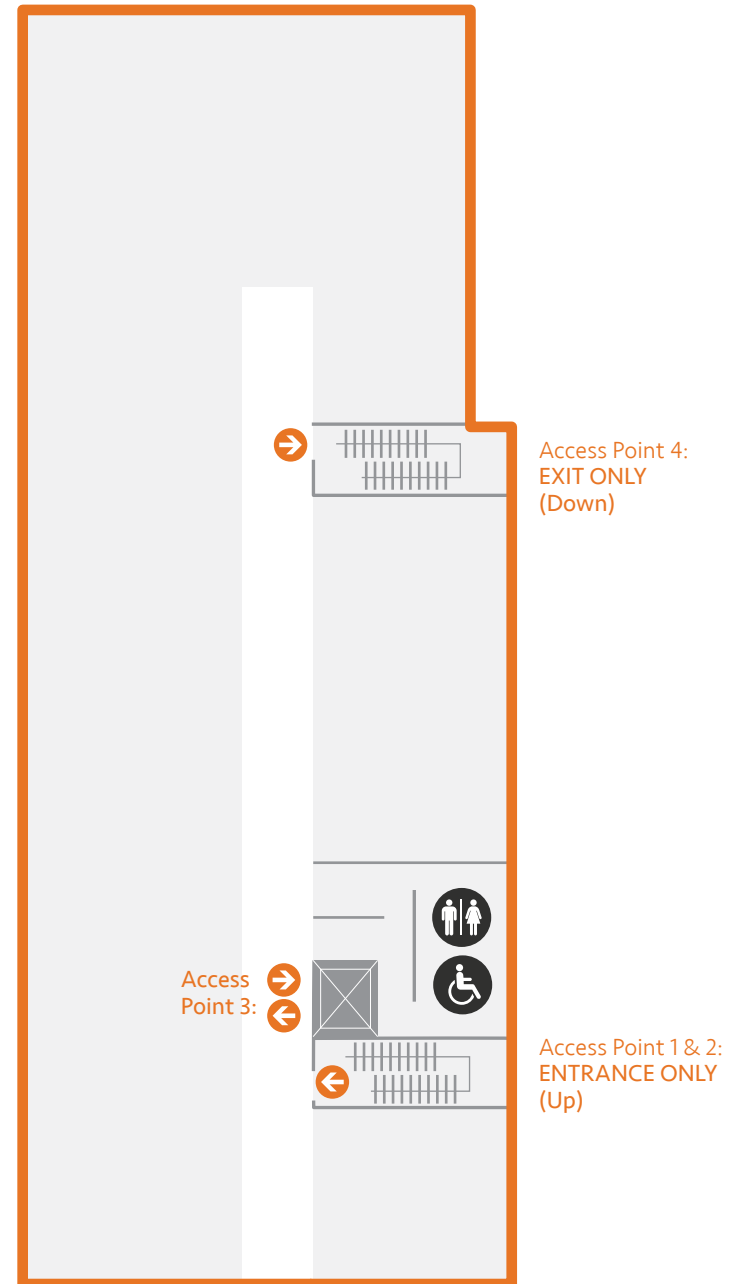 Access Point 4:
EXIT ONLY
(Down)
Access
Point 3:
Access Point 1 & 2:
ENTRANCE ONLY
(Up)